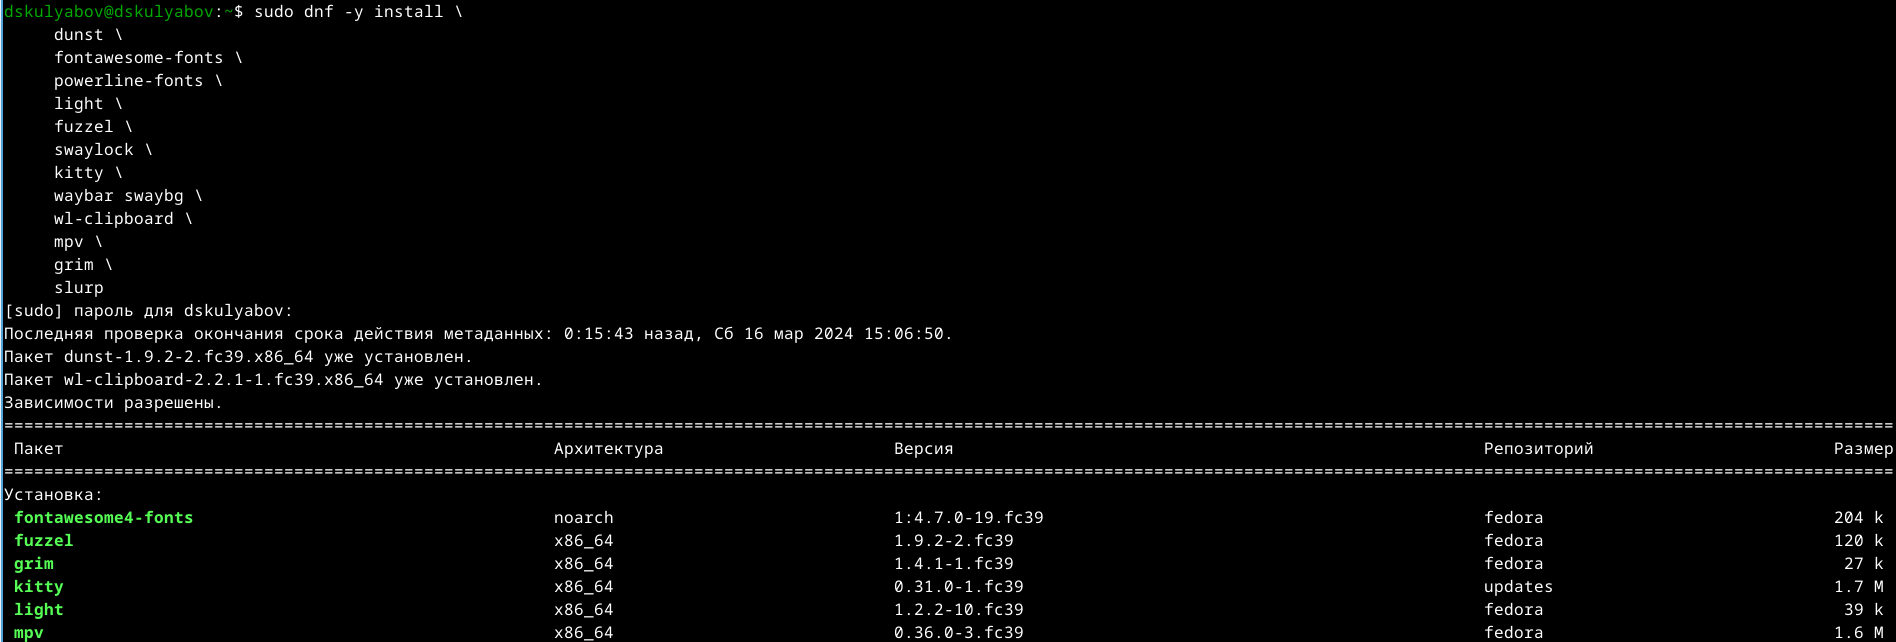 dskulyabov@dskulyabov:~$ sudo dnf -y install \
dunst \
fontawesome-fonts \
powerline-fonts \
light \
fuzzel \
swaylock \
kitty \
waybar swaybg \
wl-clipboard \
mpv \
grim \
slurp
[sudo] пароль для dskulyabov:
Последняя проверка окончания срока действия метаданных: 0:15:43 назад, Сб 16 мар 2024 15:06:50.
Пакет dunst-1.9.2-2.fc39.x86_64 уже установлен.
Пакет wl-clipboard-2.2.1-1.fc39.x86_64 уже установлен.
Зависимости разрешены.
Пакет Архитектура Версия Репозиторий Размер
Установка:
fontawesome4-fonts noarch 1:4.7.0-19.fc39 fedora 204 k
fuzzel x86_64 1.9.2-2.fc39 fedora 120 k
grim x86_64 1.4.1-1.fc39 fedora 27 k
kitty x86_64 0.31.0-1.fc39 updates 1.7 M
light x86_64 1.2.2-10.fc39 fedora 39 k
mpv x86_64 0.36.0-3.fc39 fedora 1.6 M